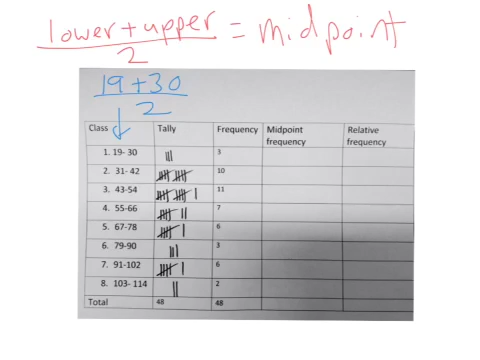 lower + upper = midpoint
2
19 + 30
2
Class Tally Frequency Midpoint frequency Relative frequency
1. 19- 30 3
2. 31- 42 10
3. 43-54 11
4. 55-66 7
5. 67-78 6
6. 79-90 3
7. 91-102 6
8. 103- 114 2
Total 48 48